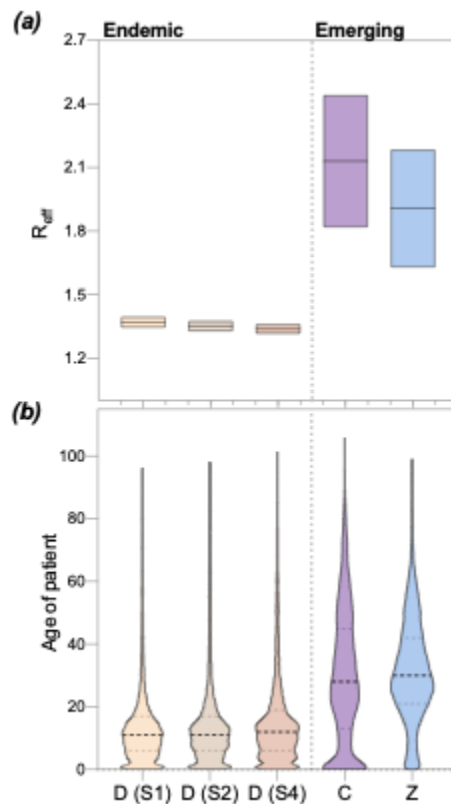 (a) Endemic Emerging
2.7
2.4
2.1
1.8
1.5
1.2
Reff
(b)
100
80
60
40
20
0
Age of patient
D (S1) D (S2) D (S4) C Z